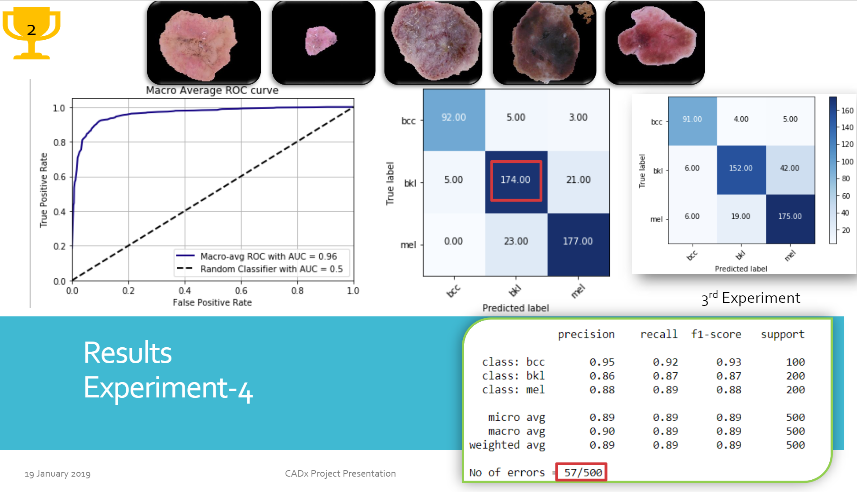 2
Macro Average ROC curve
True Positive Rate
1.0
0.8
0.6
0.4
0.2
0.0
Macro-avg ROC with AUC = 0.96
Random Classifier with AUC = 0.5
0.0 0.2 0.4 0.6 0.8 1.0
False Positive Rate
True label
bcc 92.00 5.00 3.00
bkl 5.00 174.00 21.00
mel 0.00 23.00 177.00
bcc bkl mel
Predicted label
True label
bcc 91.00 4.00 5.00
bkl 6.00 152.00 42.00
mel 6.00 19.00 175.00
bcc bkl mel
Predicted label
160
140
120
100
80
60
40
20
3rd Experiment
Results
Experiment-4
precision recall f1-score support
class: bcc 0.95 0.92 0.93 100
class: bkl 0.86 0.87 0.87 200
class: mel 0.88 0.89 0.88 200
micro avg 0.89 0.89 0.89 500
macro avg 0.90 0.89 0.89 500
weighted avg 0.89 0.89 0.89 500
No of errors = 57/500
19 January 2019
CADx Project Presentation